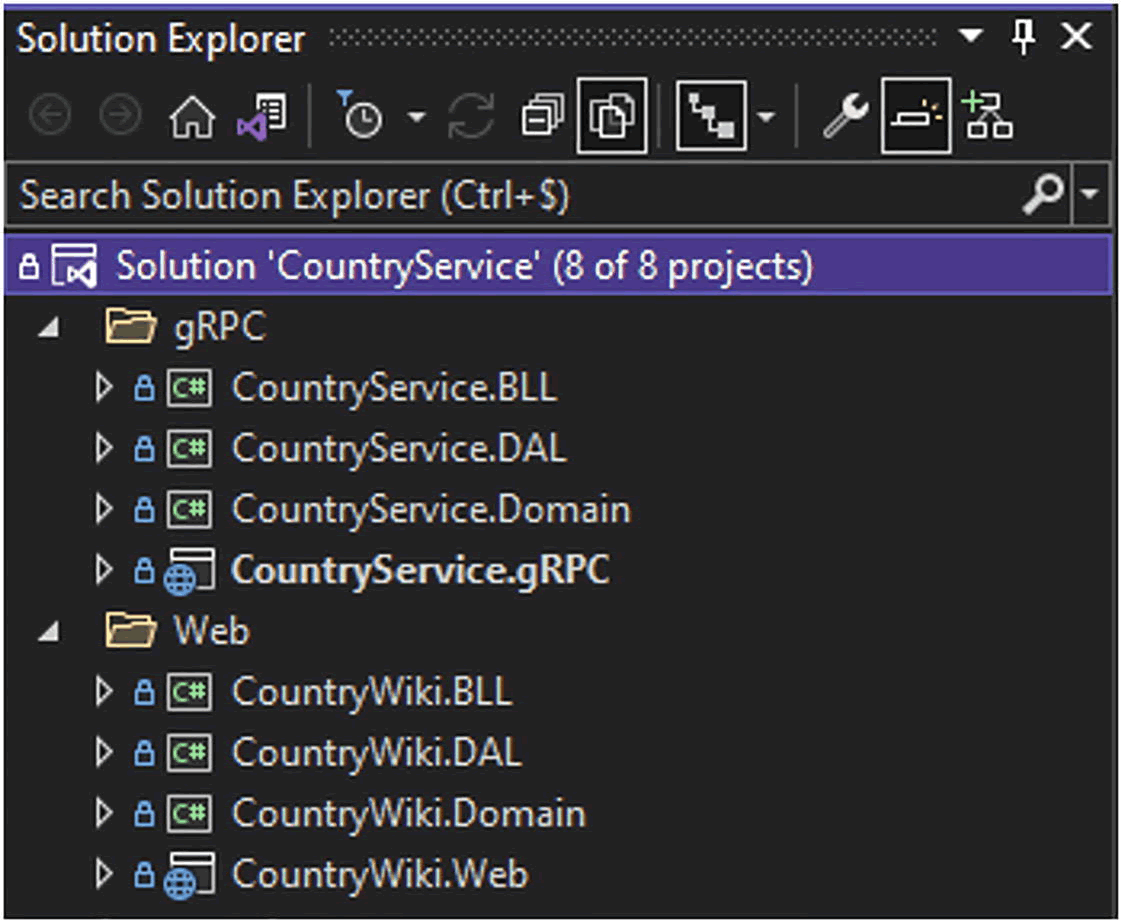 Solution Explorer
Search Solution Explorer (Ctrl+$)
Solution 'CountryService' (8 of 8 projects)
gRPC
C# CountryService.BLL
C# CountryService.DAL
C# CountryService.Domain
CountryService.gRPC
Web
C# CountryWiki.BLL
C# CountryWiki.DAL
C# CountryWiki.Domain
CountryWiki.Web